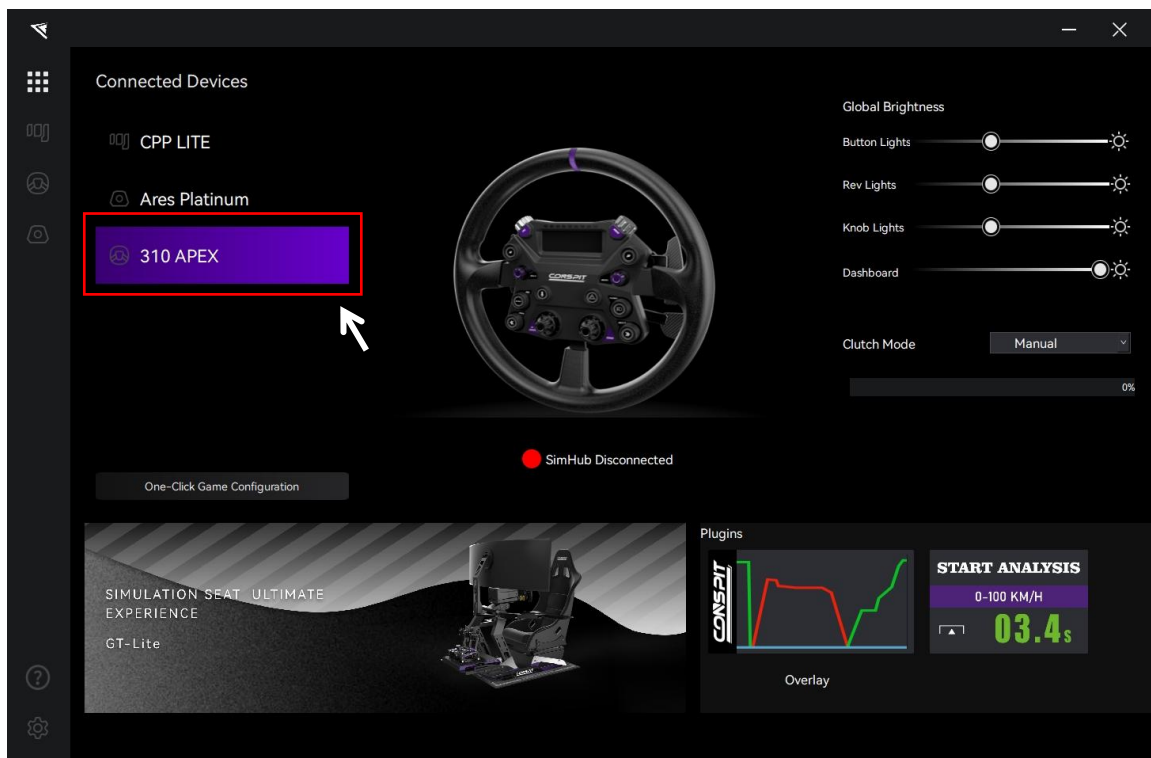 Connected Devices
CPP LITE
Ares Platinum
310 APEX
CONSPIT
Global Brightness
Button Lights
Rev Lights
Knob Lights
Dashboard
Clutch Mode
Manual
0%
SimHub Disconnected
One-Click Game Configuration
SIMULATION SEAT ULTIMATE
EXPERIENCE
GT-Lite
Plugins
CONSPIT
START ANALYSIS
0-100 KM/H
03.4s
Overlay